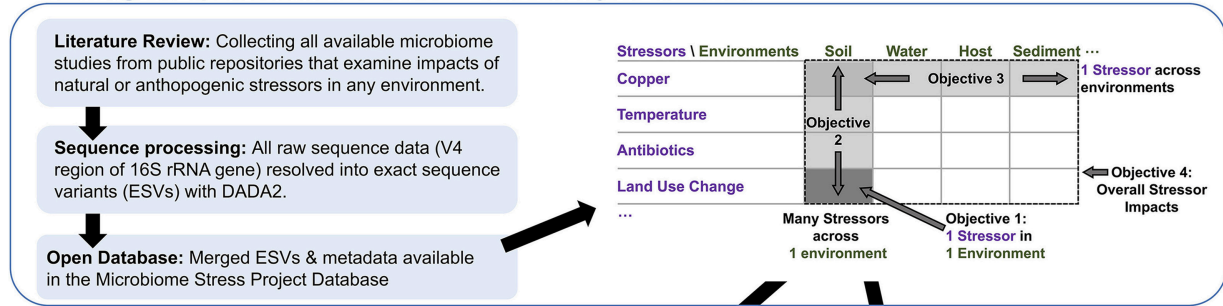 Literature Review: Collecting all available microbiome
studies from public repositories that examine impacts of
natural or anthopogenic stressors in any environment.
Sequence processing: All raw sequence data (V4
region of 16S rRNA gene) resolved into exact sequence
variants (ESVs) with DADA2.
Open Database: Merged ESVs & metadata available
in the Microbiome Stress Project Database
Stressors \ Environments Soil Water Host Sediment ...
Copper
Objective 3
1 Stressor across
environments
Temperature
Objective
2
Antibiotics
Land Use Change
...
Objective 4:
Overall Stressor
Impacts
Many Stressors
across
1 environment
Objective 1:
1 Stressor in
1 Environment